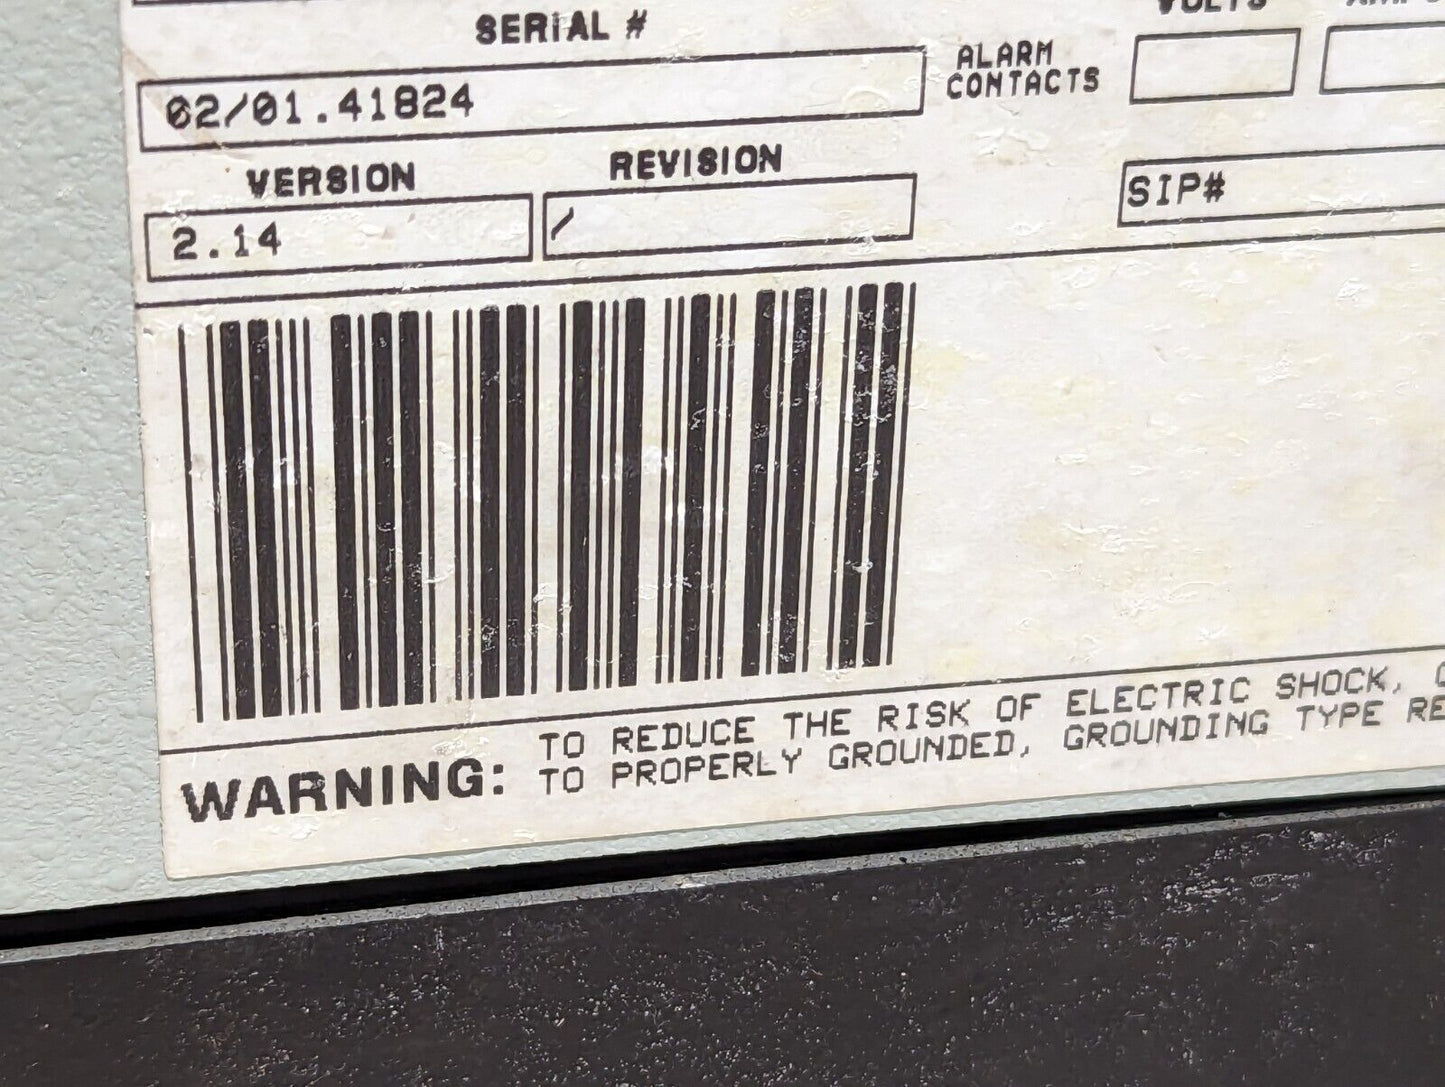 VOLTS
SERIAL #
ALARM
CONTACTS
02/01.41824
VERSION
REVISION
2.14
/
SIP#
WARNING:
TO REDUCE THE RISK OF ELECTRIC SHOCK,
TO PROPERLY GROUNDED, GROUNDING TYPE RE